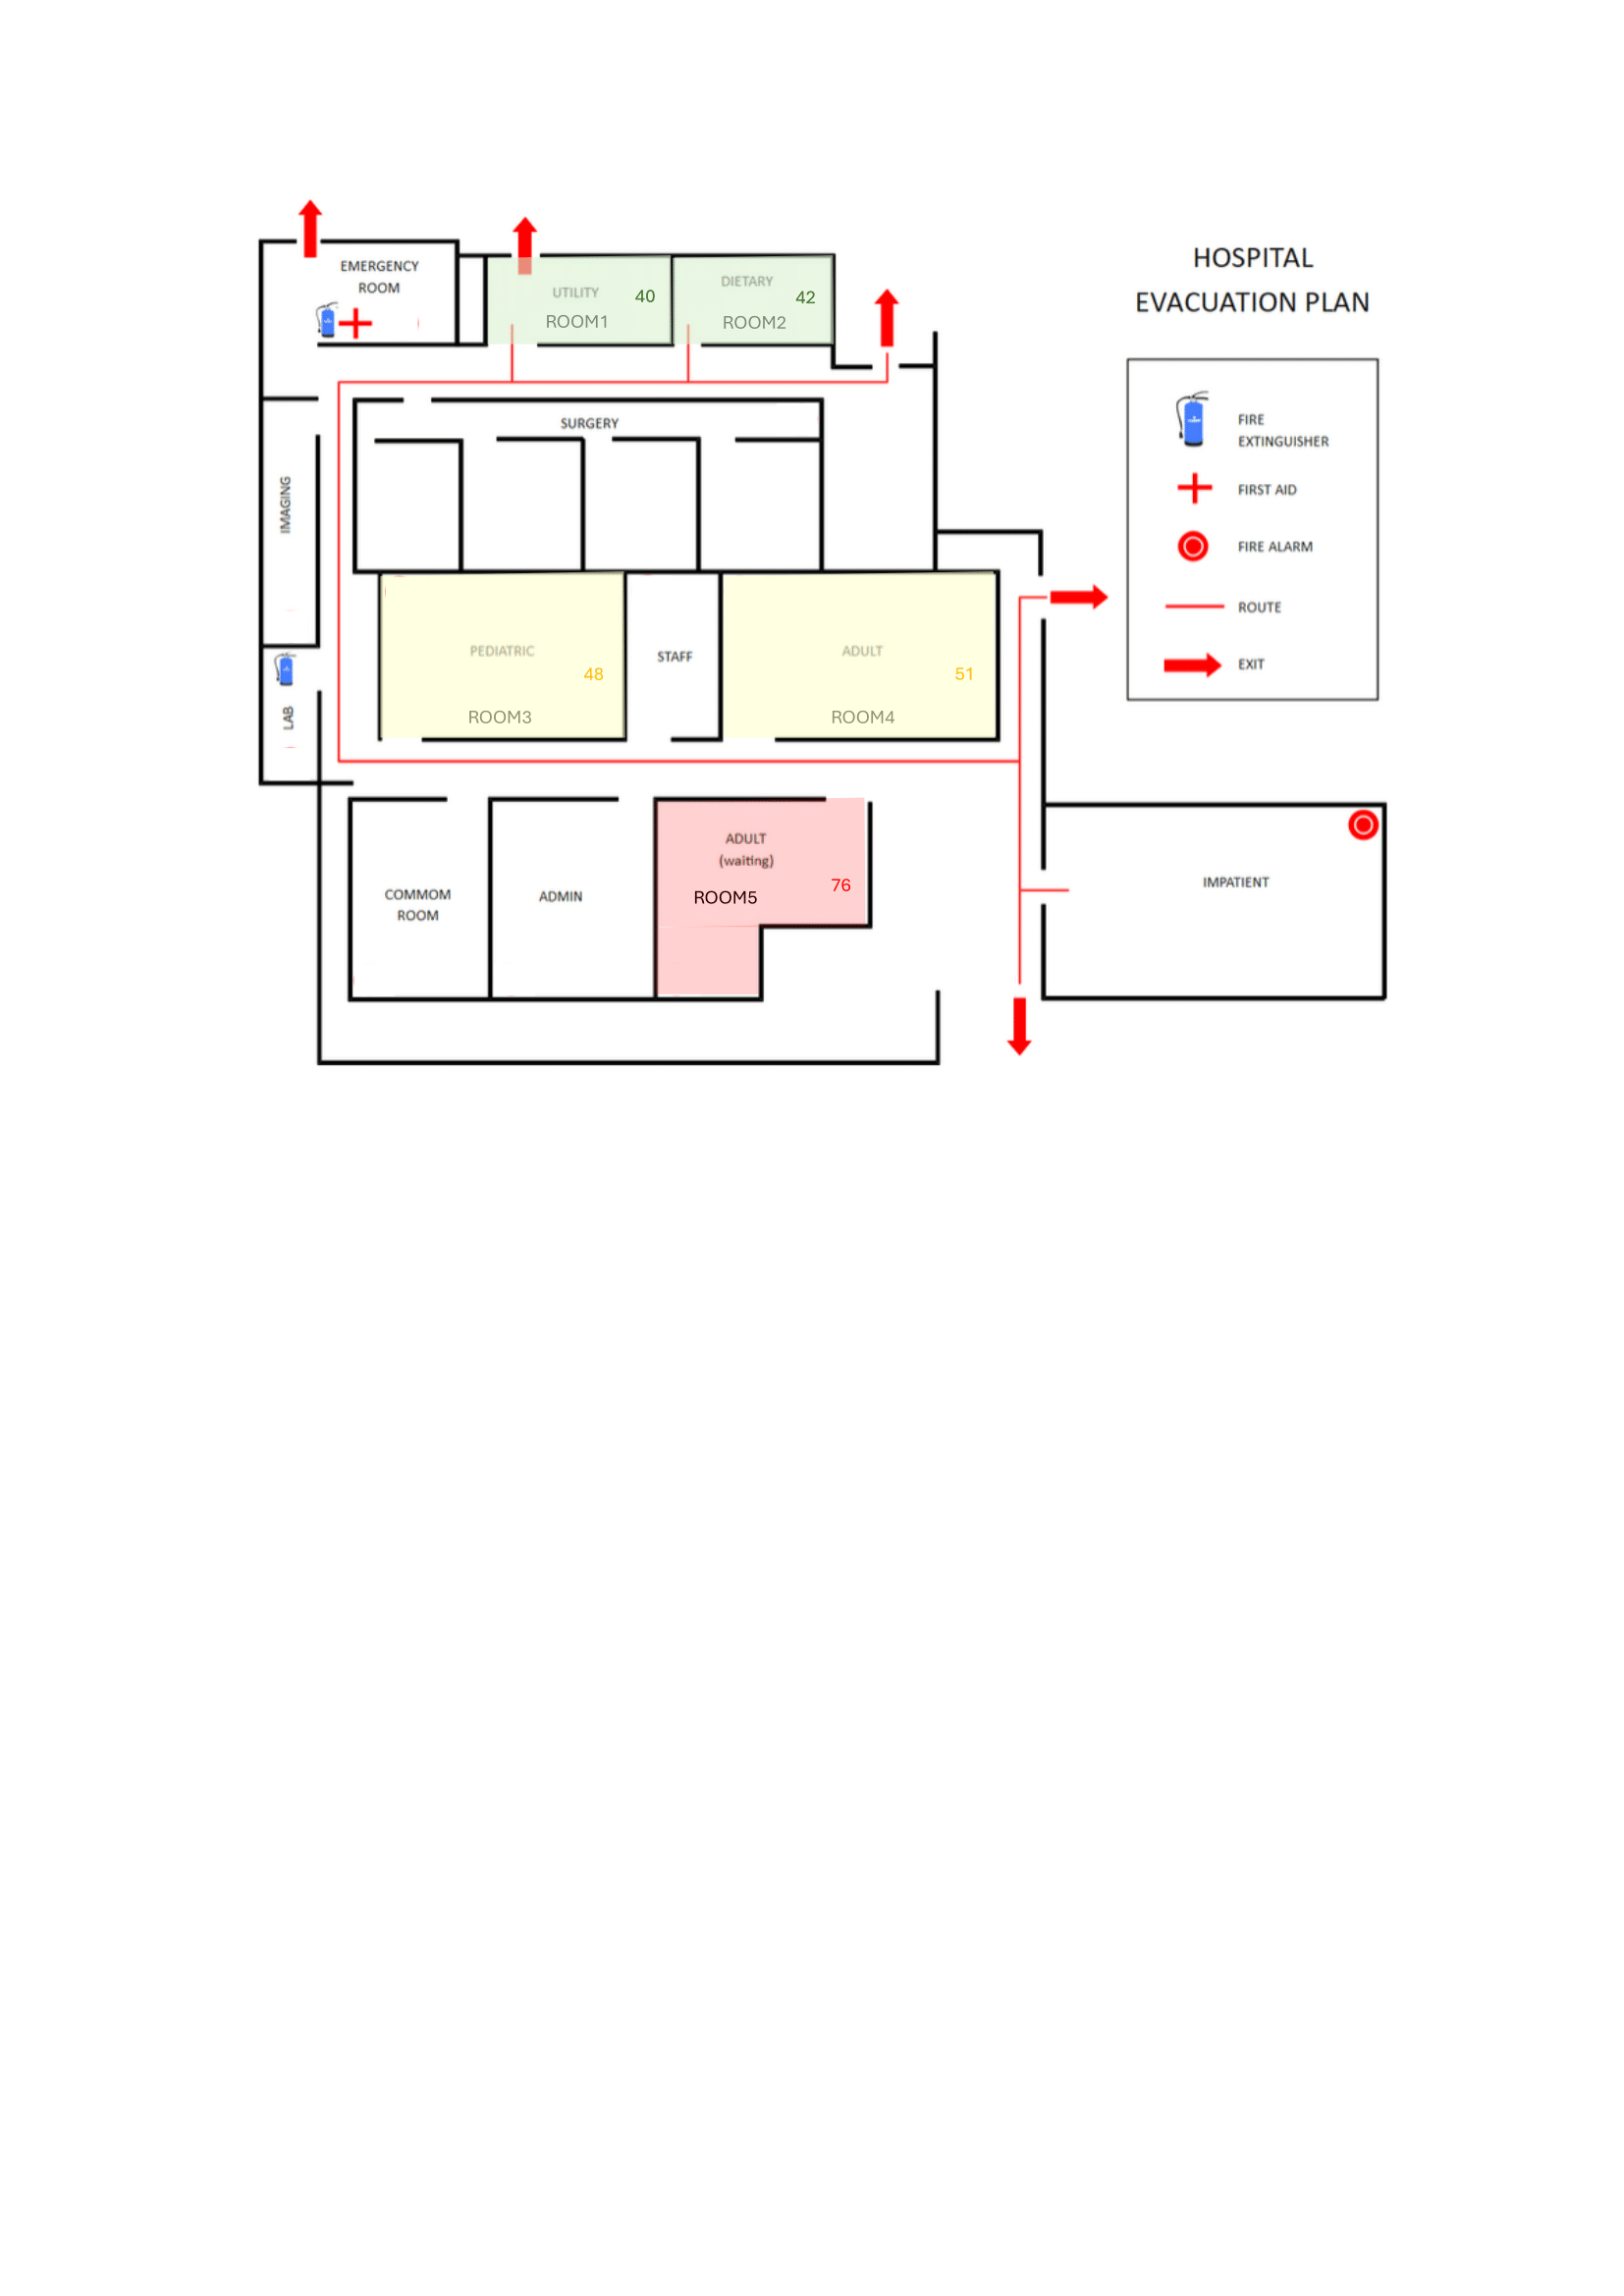 HOSPITAL
EVACUATION PLAN
EMERGENCY
ROOM
UTILITY
40
ROOM1
DIETARY
42
ROOM2
FIRE
EXTINGUISHER
FIRST AID
FIRE ALARM
ROUTE
EXIT
SURGERY
IMAGING
PEDIATRIC
48
ROOM3
STAFF
ADULT
51
ROOM4
LAB
COMMOM
ROOM
ADMIN
ADULT
(waiting)
76
ROOM5
IMPATIENT